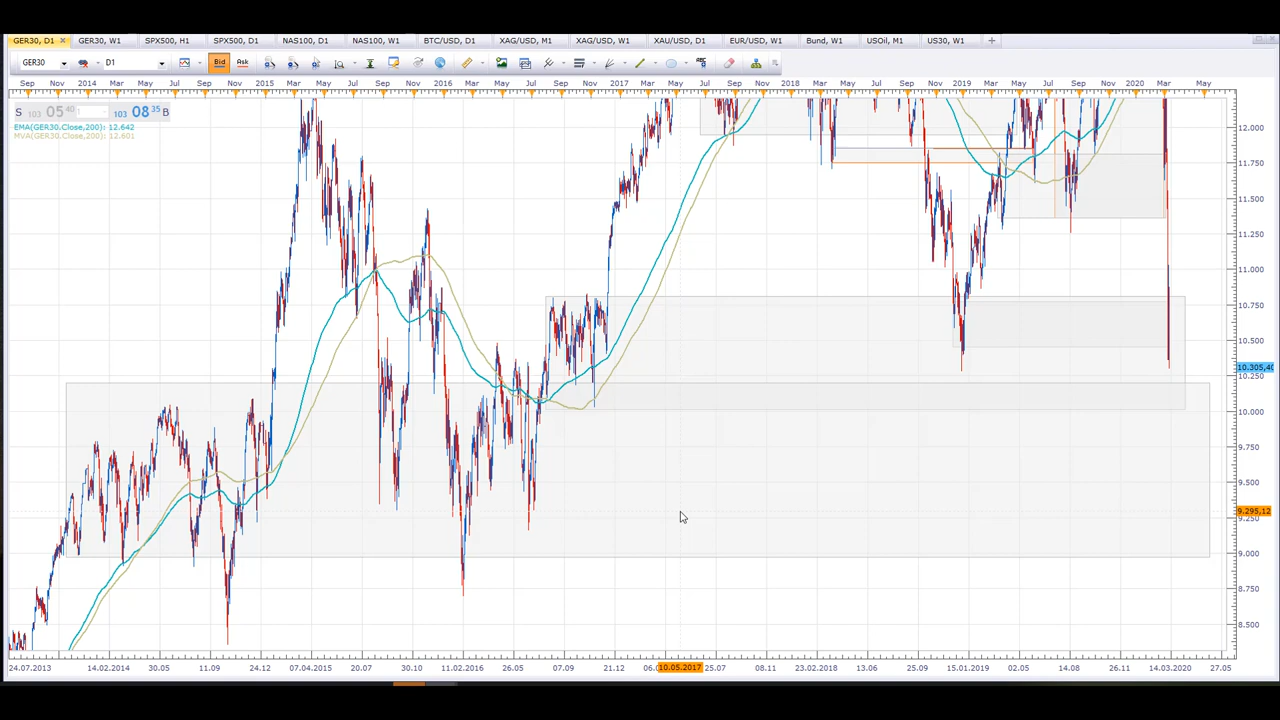 GER30, D1 GER30, W1 SPX500, H1 SPX500, D1 NAS100, D1 NAS100, W1 BTC/USD, D1 XAG/USD, M1 XAG/USD, W1 XAU/USD, D1 EUR/USD, W1 Bund, W1 USOil, M1 US30, W1
GER30 D1 Bid Ask
Sep Nov 2014 Mar May Jul Sep Nov 2015 Mar May Jul Sep Nov 2016 Mar May Jul Sep Nov 2017 Mar May Jul Sep Nov 2018 Mar May Jul Sep Nov 2019 Mar May Jul Sep Nov 2020 Mar May
S 103 05 40 1 103 08 35 B
EMA(GER30.Close,200): 12.642
MVA(GER30.Close,200): 12.601
12.000
11.750
11.500
11.250
11.000
10.750
10.500
10.305,40
10.250
10.000
9.750
9.500
9.295,12
9.250
9.000
8.750
8.500
24.07.2013 14.02.2014 30.05 11.09 24.12 07.04.2015 20.07 30.10 11.02.2016 26.05 07.09 21.12 06.0 10.05.2017 25.07 08.11 23.02.2018 13.06 25.09 15.01.2019 02.05 14.08 26.11 14.03.2020 27.05